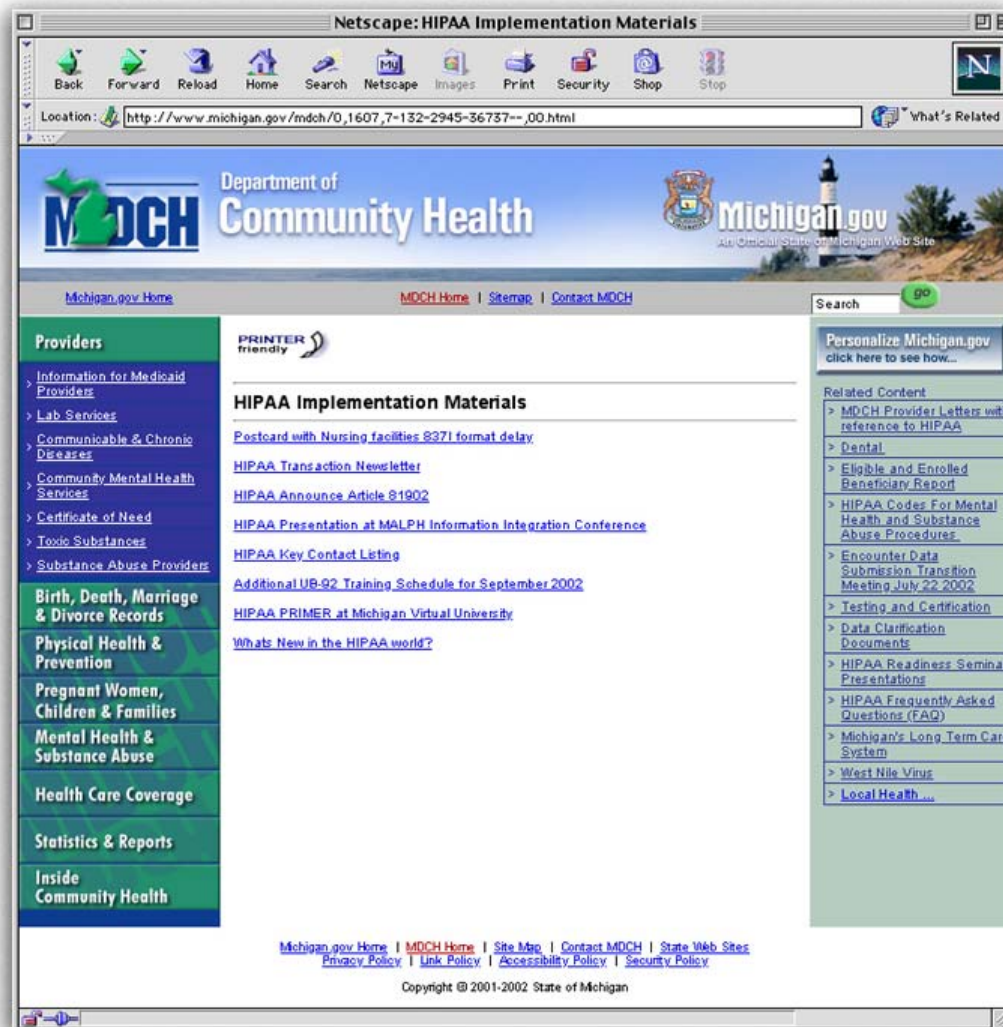 Netscape: HIPAA Implementation Materials
Back Forward Reload Home Search Netscape Images Print Security Shop Stop
My
N
Location: http://www.michigan.gov/mdch/0,1607,7-132-2945-36737--,00.html What's Related
MDCH
Department of
Community Health
Michigan.gov
An Official State of Michigan Web Site
Michigan.gov Home
MDCH Home | Sitemap | Contact MDCH
Search go
Providers
> Information for Medicaid
Providers
> Lab Services
> Communicable & Chronic
Diseases
> Community Mental Health
Services
> Certificate of Need
> Toxic Substances
> Substance Abuse Providers
Birth, Death, Marriage
& Divorce Records
Physical Health &
Prevention
Pregnant Women,
Children & Families
Mental Health &
Substance Abuse
Health Care Coverage
Statistics & Reports
Inside
Community Health
PRINTER
friendly
HIPAA Implementation Materials
Postcard with Nursing facilities 837I format delay
HIPAA Transaction Newsletter
HIPAA Announce Article 81902
HIPAA Presentation at MALPH Information Integration Conference
HIPAA Key Contact Listing
Additional UB-92 Training Schedule for September 2002
HIPAA PRIMER at Michigan Virtual University
Whats New in the HIPAA world?
Personalize Michigan.gov
click here to see how...
Related Content
> MDCH Provider Letters wit
reference to HIPAA
> Dental
> Eligible and Enrolled
Beneficiary Report
> HIPAA Codes For Mental
Health and Substance
Abuse Procedures
> Encounter Data
Submission Transition
Meeting July 22 2002
> Testing and Certification
> Data Clarification
Documents
> HIPAA Readiness Semina
Presentations
> HIPAA Frequently Asked
Questions (FAQ)
> Michigan's Long Term Car
System
> West Nile Virus
> Local Health ...
Michigan.gov Home | MDCH Home | Site Map | Contact MDCH | State Web Sites
Privacy Policy | Link Policy | Accessibility Policy | Security Policy
Copyright © 2001-2002 State of Michigan